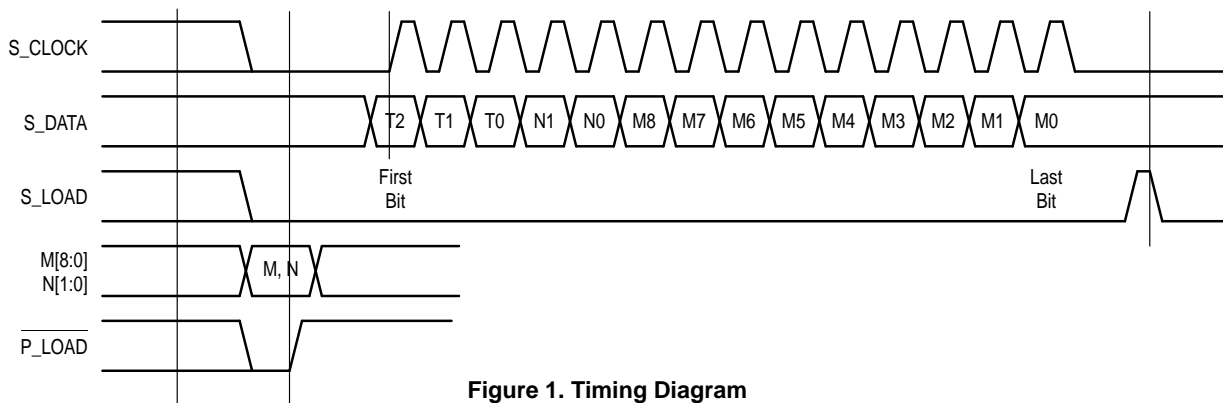 S_CLOCK
S_DATA
T2 T1 T0 N1 N0 M8 M7 M6 M5 M4 M3 M2 M1 M0
First
Bit
Last
Bit
S_LOAD
M[8:0]
N[1:0]
M, N
P_LOAD
Figure 1. Timing Diagram